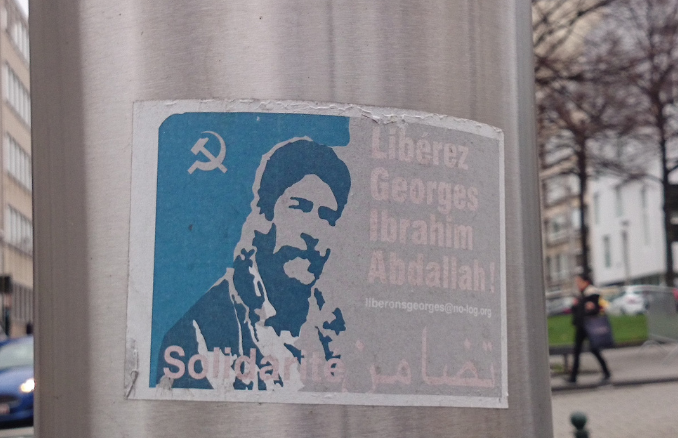 Libérez
Georges
Ibrahim
Abdallah!
liberonsgeorges@no-log.org
Solidarité تضامن